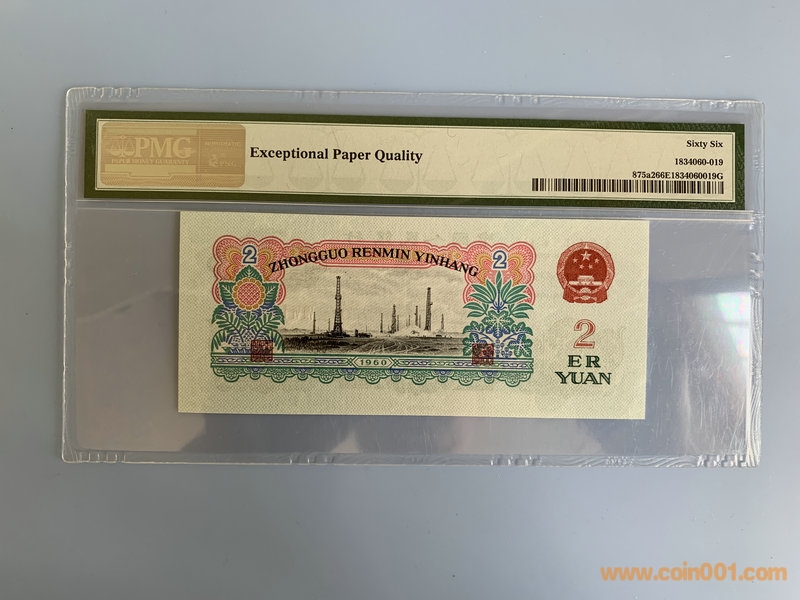 PMG
PAPER MONEY GUARANTY
Exceptional Paper Quality
Sixty Six
1834060-019
875a266E1834060019G
2
ZHONGGUO RENMIN YINHANG
2
1960
2
ER
YUAN
www.coin001.com